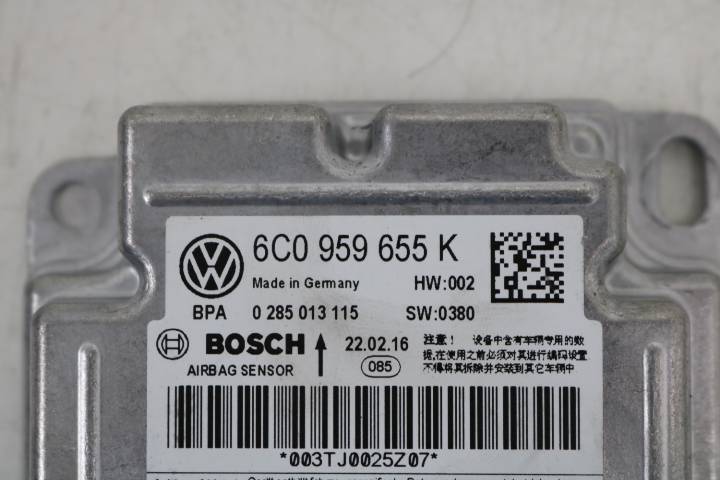 6C0 959 655 K
Made in Germany HW:002
BPA 0 285 013 115 SW:0380
BOSCH 22.02.16
AIRBAG SENSOR 085
注意! 设备中含有车辆专用的数
据,在使用之前必须对其进行编码设置
不得将其拆除并安装到其它车辆中
*003TJ0025Z07*